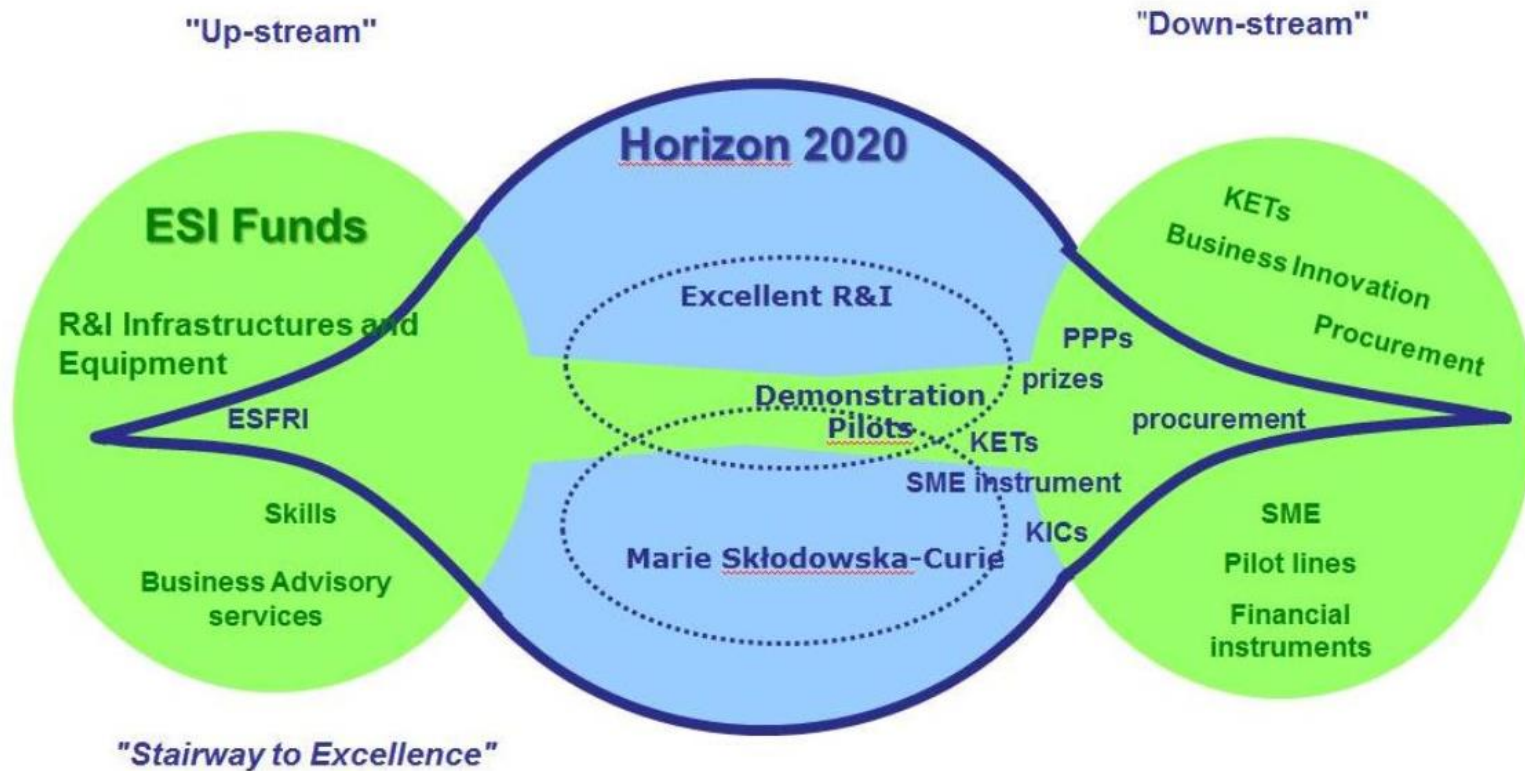 "Up-stream"
"Down-stream"
Horizon 2020
ESI Funds
R&I Infrastructures and
Equipment
ESFRI
Skills
Business Advisory
services
Excellent R&I
Demonstration
Pilots
Marie Skłodowska-Curie
PPPs
prizes
procurement
KETs
SME instrument
KICs
KETs
Business Innovation
Procurement
SME
Pilot lines
Financial
instruments
"Stairway to Excellence"